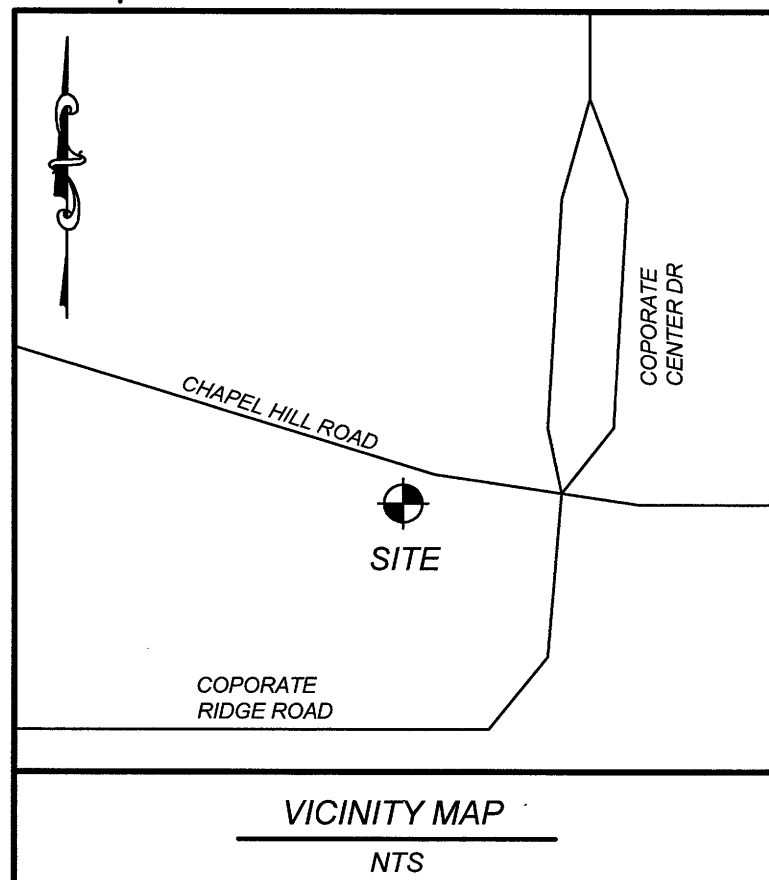 COPORATE
CENTER DR
CHAPEL HILL ROAD
SITE
COPORATE
RIDGE ROAD
VICINITY MAP
NTS